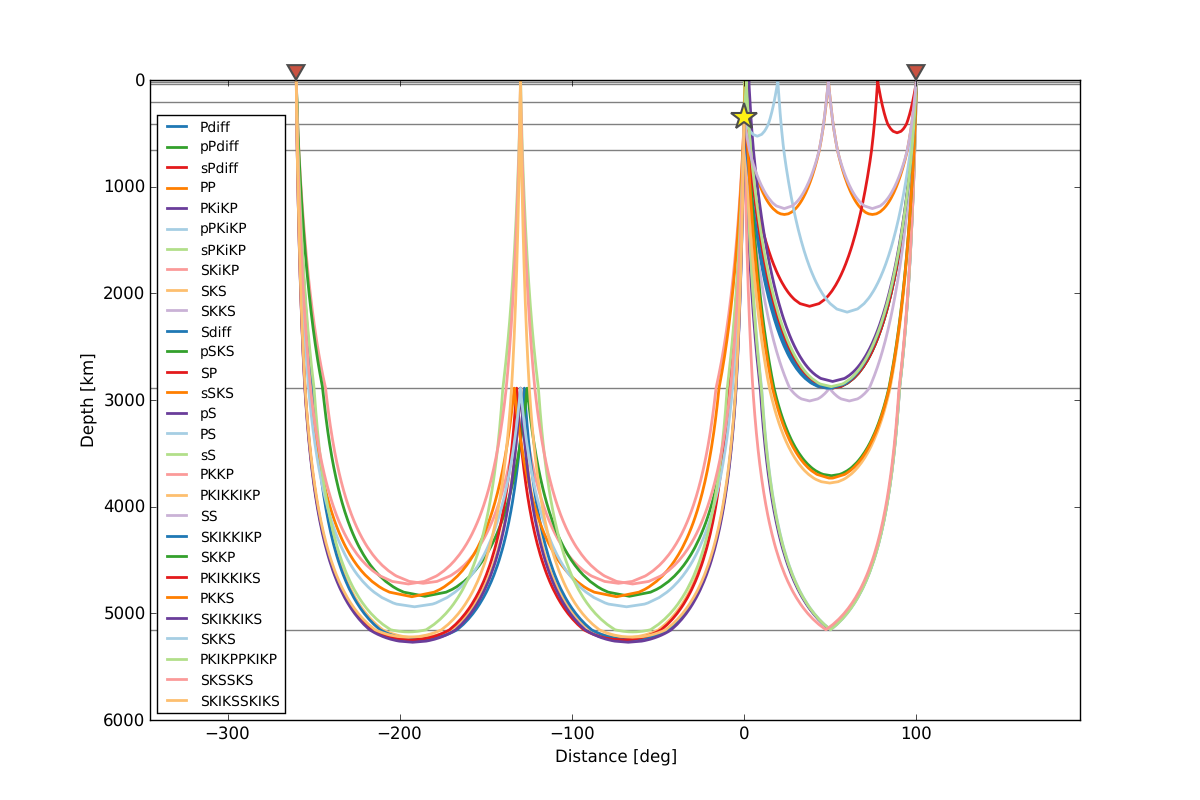 0
1000
2000
3000
4000
5000
6000
Depth [km]
Pdiff
pPdiff
sPdiff
PP
PKiKP
pPKiKP
sPKiKP
SKiKP
SKS
SKKS
Sdiff
pSKS
SP
sSKS
pS
PS
sS
PKKP
PKIKKIKP
SS
SKIKKIKP
SKKP
PKIKKIKS
PKKS
SKIKKIKS
SKKS
PKIKPPKIKP
SKSSKS
SKIKSSKIKS
−300 −200 −100 0 100
Distance [deg]